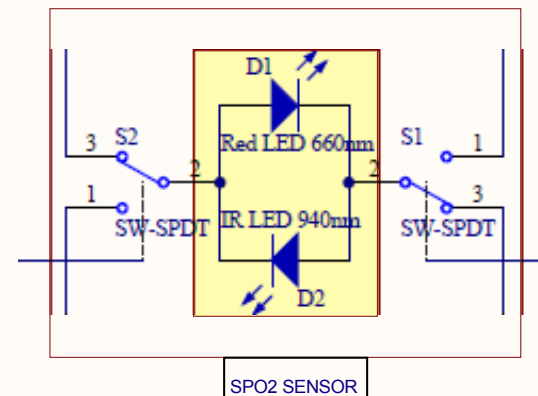 D1
3 S2 2 Red LED 660nm 2 S1 1
1 SW-SPDT IR LED 940nm SW-SPDT 3
D2
SPO2 SENSOR